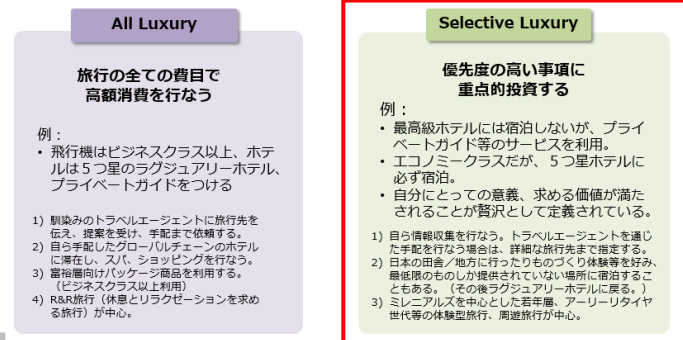 All Luxury
旅行の全ての費目で
高額消費を行なう
例：
• 飛行機はビジネスクラス以上、ホテ
ルは５つ星のラグジュアリーホテル、
プライベートガイドをつける
1) 馴染みのトラベルエージェントに旅行先を
伝え、提案を受け、手配まで依頼する。
2) 自ら手配したグローバルチェーンのホテル
に滞在し、スパ、ショッピングを行なう。
3) 富裕層向けパッケージ商品を利用する。
（ビジネスクラス以上利用）
4) R&R旅行（休息とリラクゼーションを求め
る旅行）が中心。
Selective Luxury
優先度の高い事項に
重点的投資する
例：
• 最高級ホテルには宿泊しないが、プライ
ベートガイド等のサービスを利用。
• エコノミークラスだが、５つ星ホテルに
必ず宿泊。
• 自分にとっての意義、求める価値が満た
されることが贅沢として定義されている。
1) 自ら情報収集を行なう。トラベルエージェントを通じ
た手配を行なう場合は、詳細な旅行先まで指定する。
2) 日本の田舎／地方に行ったりものづくり体験等を好み、
最低限のものしか提供されていない場所に宿泊するこ
ともある。（その後ラグジュアリーホテルに戻る。）
3) ミレニアルズを中心とした若年層、アーリーリタイヤ
世代等の体験型旅行、周遊旅行が中心。